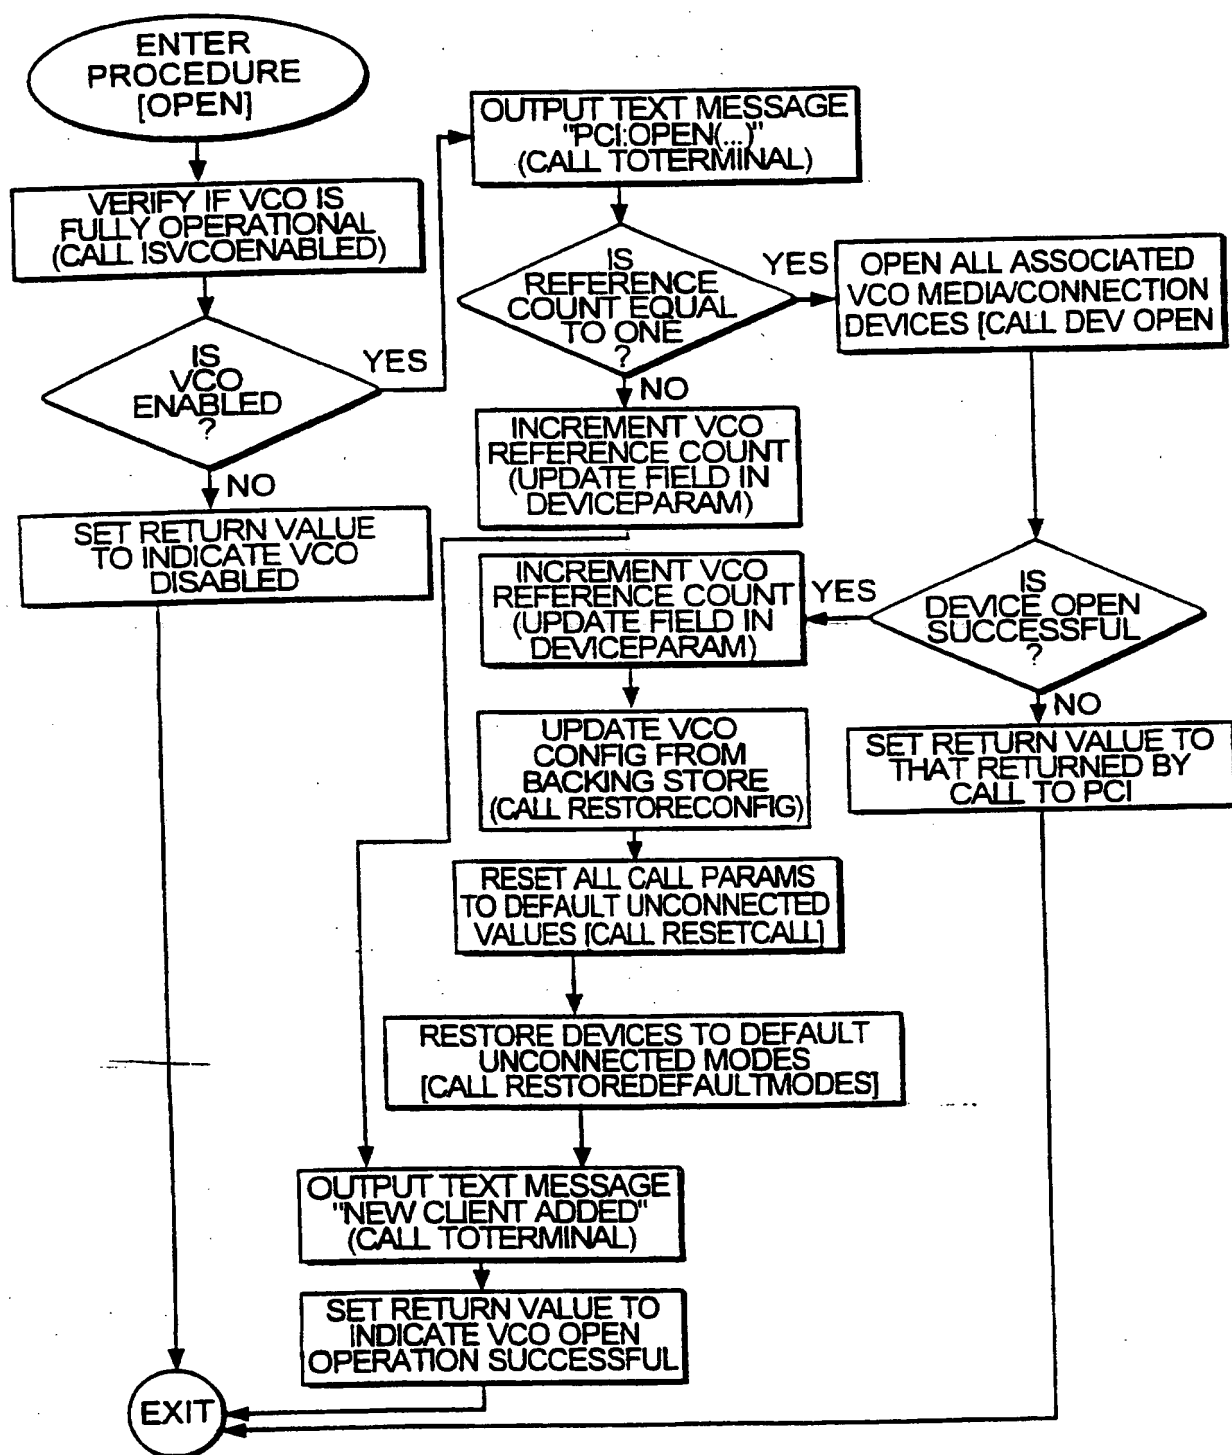 ENTER
PROCEDURE
[OPEN]
VERIFY IF VCO IS
FULLY OPERATIONAL
(CALL ISVCOENABLED)
IS
VCO
ENABLED
?
YES
NO
SET RETURN VALUE
TO INDICATE VCO
DISABLED
OUTPUT TEXT MESSAGE
"PCI:OPEN(...)"
(CALL TOTERMINAL)
IS
REFERENCE
COUNT EQUAL
TO ONE
?
YES
NO
OPEN ALL ASSOCIATED
VCO MEDIA/CONNECTION
DEVICES [CALL DEV OPEN
INCREMENT VCO
REFERENCE COUNT
(UPDATE FIELD IN
DEVICEPARAM)
IS
DEVICE OPEN
SUCCESSFUL
?
YES
NO
INCREMENT VCO
REFERENCE COUNT
(UPDATE FIELD IN
DEVICEPARAM)
SET RETURN VALUE TO
THAT RETURNED BY
CALL TO PCI
UPDATE VCO
CONFIG FROM
BACKING STORE
(CALL RESTORECONFIG)
RESET ALL CALL PARAMS
TO DEFAULT UNCONNECTED
VALUES [CALL RESETCALL]
RESTORE DEVICES TO DEFAULT
UNCONNECTED MODES
[CALL RESTOREDEFAULTMODES]
OUTPUT TEXT MESSAGE
"NEW CLIENT ADDED"
(CALL TOTERMINAL)
SET RETURN VALUE TO
INDICATE VCO OPEN
OPERATION SUCCESSFUL
EXIT